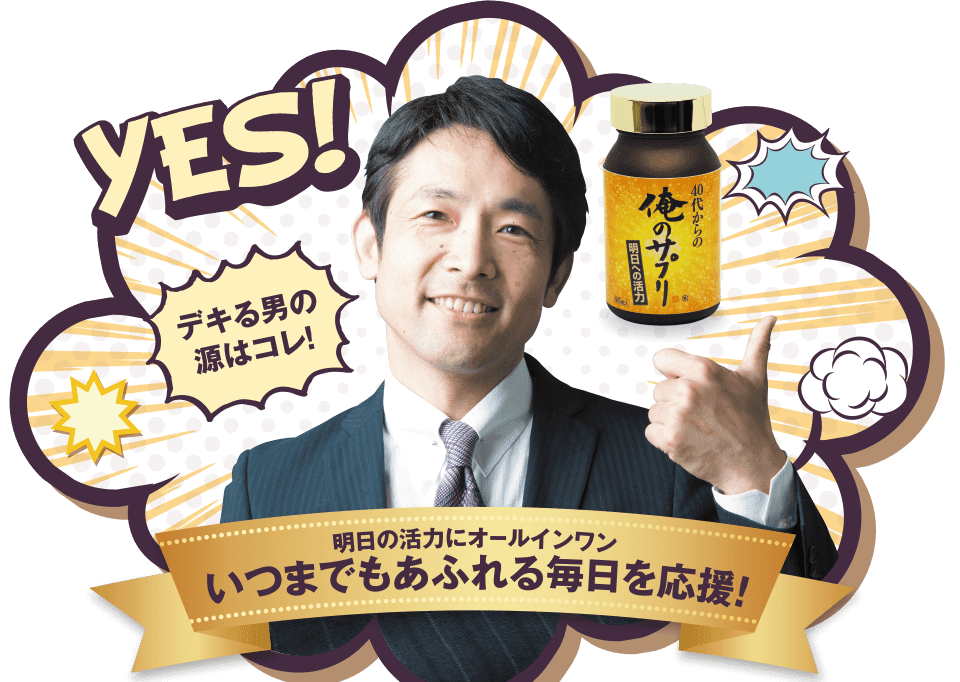 YES!
デキる男の
源はコレ!
40代からの
俺のサプリ
明日への活力
®
明日の活力にオールインワン
いつまでもあふれる毎日を応援!